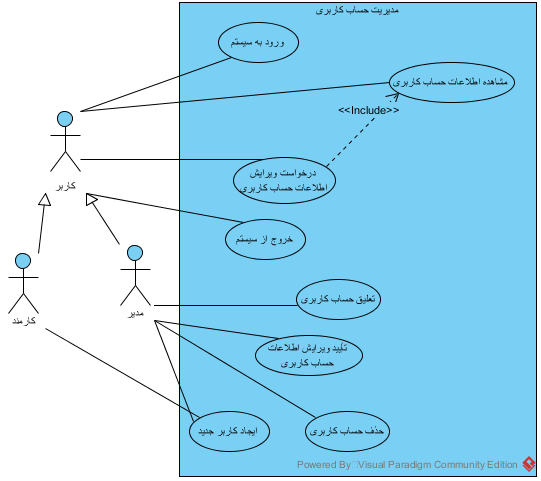 مدیریت حساب کاربری
ورود به سیستم
مشاهده اطلاعات حساب کاربری
<<Include>>
درخواست ویرایش
اطلاعات حساب کاربری
کاربر
خروج از سیستم
کارمند
مدیر
تعلیق حساب کاربری
تأیید ویرایش اطلاعات
حساب کاربری
ایجاد کاربر جدید
حذف حساب کاربری
Powered By Visual Paradigm Community Edition